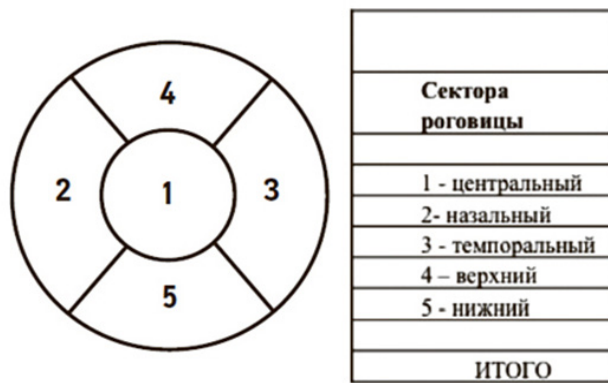 4
2
1
3
5
Сектора
роговицы
1 - центральный
2- назальный
3 - темпоральный
4 – верхний
5 - нижний
ИТОГО